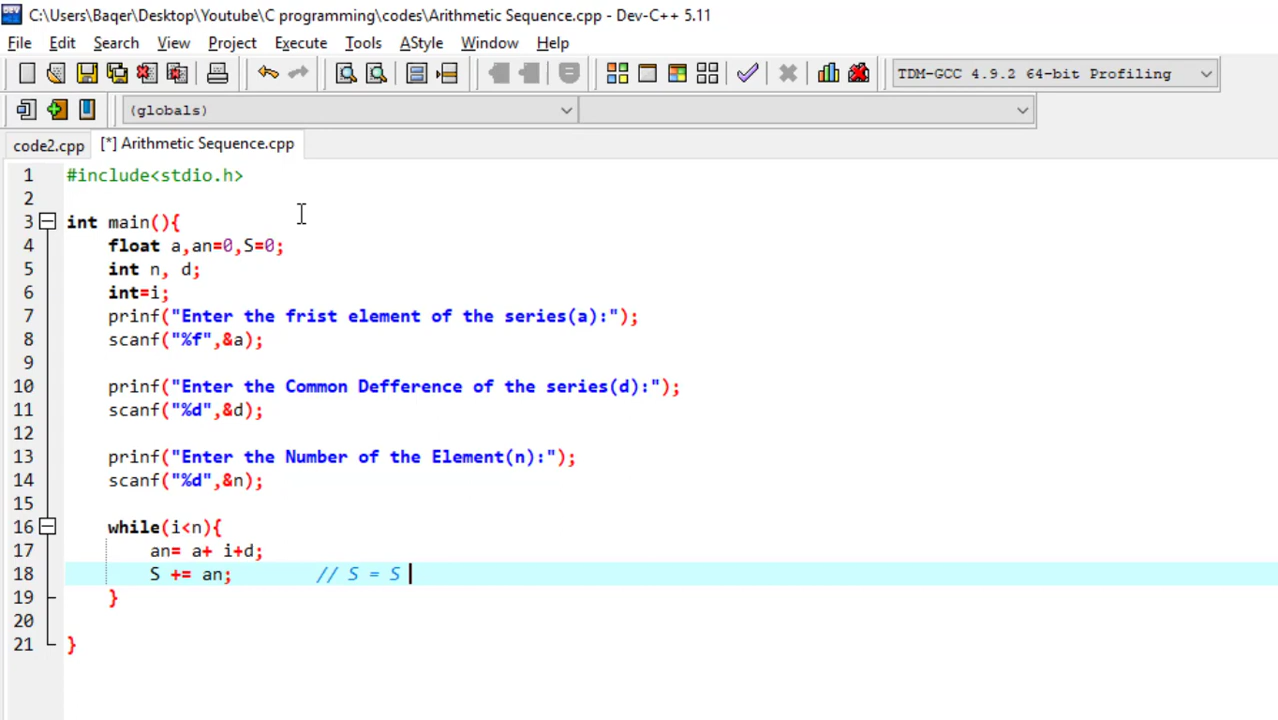 C:\Users\Baqer\Desktop\Youtube\C programming\codes\Arithmetic Sequence.cpp - Dev-C++ 5.11
File Edit Search View Project Execute Tools AStyle Window Help
TDM-GCC 4.9.2 64-bit Profiling
(globals)
code2.cpp [*] Arithmetic Sequence.cpp
1 #include<stdio.h>
2
3 int main(){
4 float a,an=0,S=0;
5 int n, d;
6 int=i;
7 prinf("Enter the frist element of the series(a):");
8 scanf("%f",&a);
9
10 prinf("Enter the Common Defference of the series(d):");
11 scanf("%d",&d);
12
13 prinf("Enter the Number of the Element(n):");
14 scanf("%d",&n);
15
16 while(i<n){
17 an= a+ i+d;
18 S += an; // S = S
19 }
20
21 }